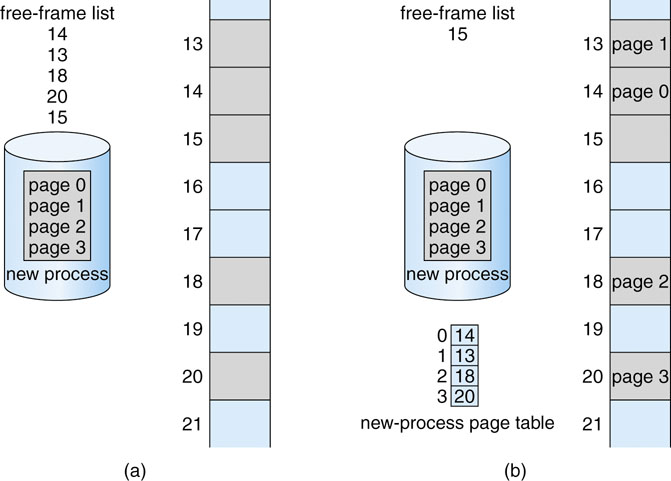 free-frame list
14
13
18
20
15
page 0
page 1
page 2
page 3
new process
13
14
15
16
17
18
19
20
21
(a)
free-frame list
15
page 0
page 1
page 2
page 3
new process
0 14
1 13
2 18
3 20
new-process page table
13 page 1
14 page 0
15
16
17
18 page 2
19
20 page 3
21
(b)